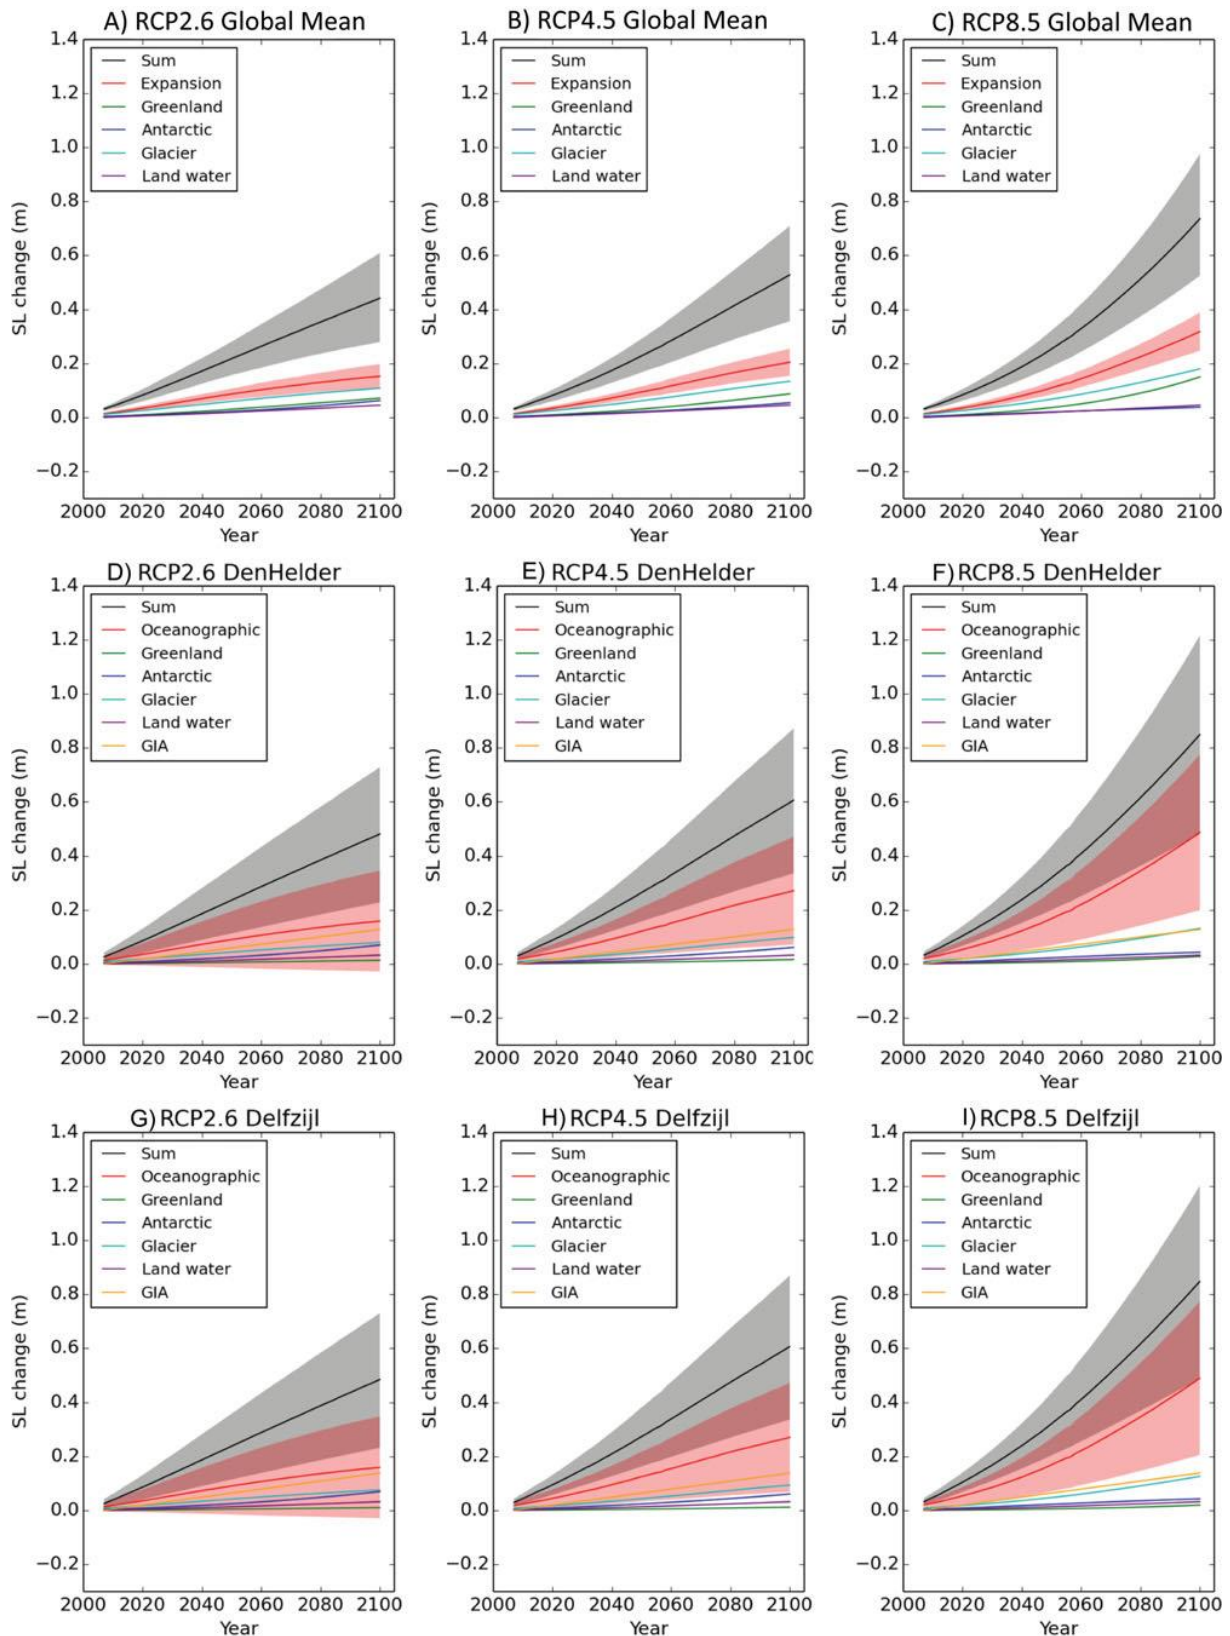 A) RCP2.6 Global Mean
1.4
1.2
1.0
0.8
0.6
0.4
0.2
0.0
−0.2
SL change (m)
Sum
Expansion
Greenland
Antarctic
Glacier
Land water
2000 2020 2040 2060 2080 2100
Year
B) RCP4.5 Global Mean
1.4
1.2
1.0
0.8
0.6
0.4
0.2
0.0
−0.2
SL change (m)
Sum
Expansion
Greenland
Antarctic
Glacier
Land water
2000 2020 2040 2060 2080 2100
Year
C) RCP8.5 Global Mean
1.4
1.2
1.0
0.8
0.6
0.4
0.2
0.0
−0.2
SL change (m)
Sum
Expansion
Greenland
Antarctic
Glacier
Land water
2000 2020 2040 2060 2080 2100
Year
D) RCP2.6 DenHelder
1.4
1.2
1.0
0.8
0.6
0.4
0.2
0.0
−0.2
SL change (m)
Sum
Oceanographic
Greenland
Antarctic
Glacier
Land water
GIA
2000 2020 2040 2060 2080 2100
Year
E) RCP4.5 DenHelder
1.4
1.2
1.0
0.8
0.6
0.4
0.2
0.0
−0.2
SL change (m)
Sum
Oceanographic
Greenland
Antarctic
Glacier
Land water
GIA
2000 2020 2040 2060 2080 2100
Year
F) RCP8.5 DenHelder
1.4
1.2
1.0
0.8
0.6
0.4
0.2
0.0
−0.2
SL change (m)
Sum
Oceanographic
Greenland
Antarctic
Glacier
Land water
GIA
2000 2020 2040 2060 2080 2100
Year
G) RCP2.6 Delfzijl
1.4
1.2
1.0
0.8
0.6
0.4
0.2
0.0
−0.2
SL change (m)
Sum
Oceanographic
Greenland
Antarctic
Glacier
Land water
GIA
2000 2020 2040 2060 2080 2100
Year
H) RCP4.5 Delfzijl
1.4
1.2
1.0
0.8
0.6
0.4
0.2
0.0
−0.2
SL change (m)
Sum
Oceanographic
Greenland
Antarctic
Glacier
Land water
GIA
2000 2020 2040 2060 2080 2100
Year
I) RCP8.5 Delfzijl
1.4
1.2
1.0
0.8
0.6
0.4
0.2
0.0
−0.2
SL change (m)
Sum
Oceanographic
Greenland
Antarctic
Glacier
Land water
GIA
2000 2020 2040 2060 2080 2100
Year